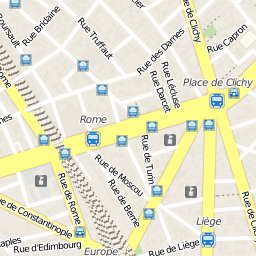 Boursault
Rue Bridaine
Rue Truffaut
Rue des Dames
de Clichy
Rue Capron
Rue Lécluse
Rue Darcet
Place de Clichy
Rome
Rue de Turin
Rue de Moscou
Rue de Berne
Rue de Rome
Rue de Constantinople
Liège
Naples
Rue d'Edimbourg
Europe
Rue de Liège